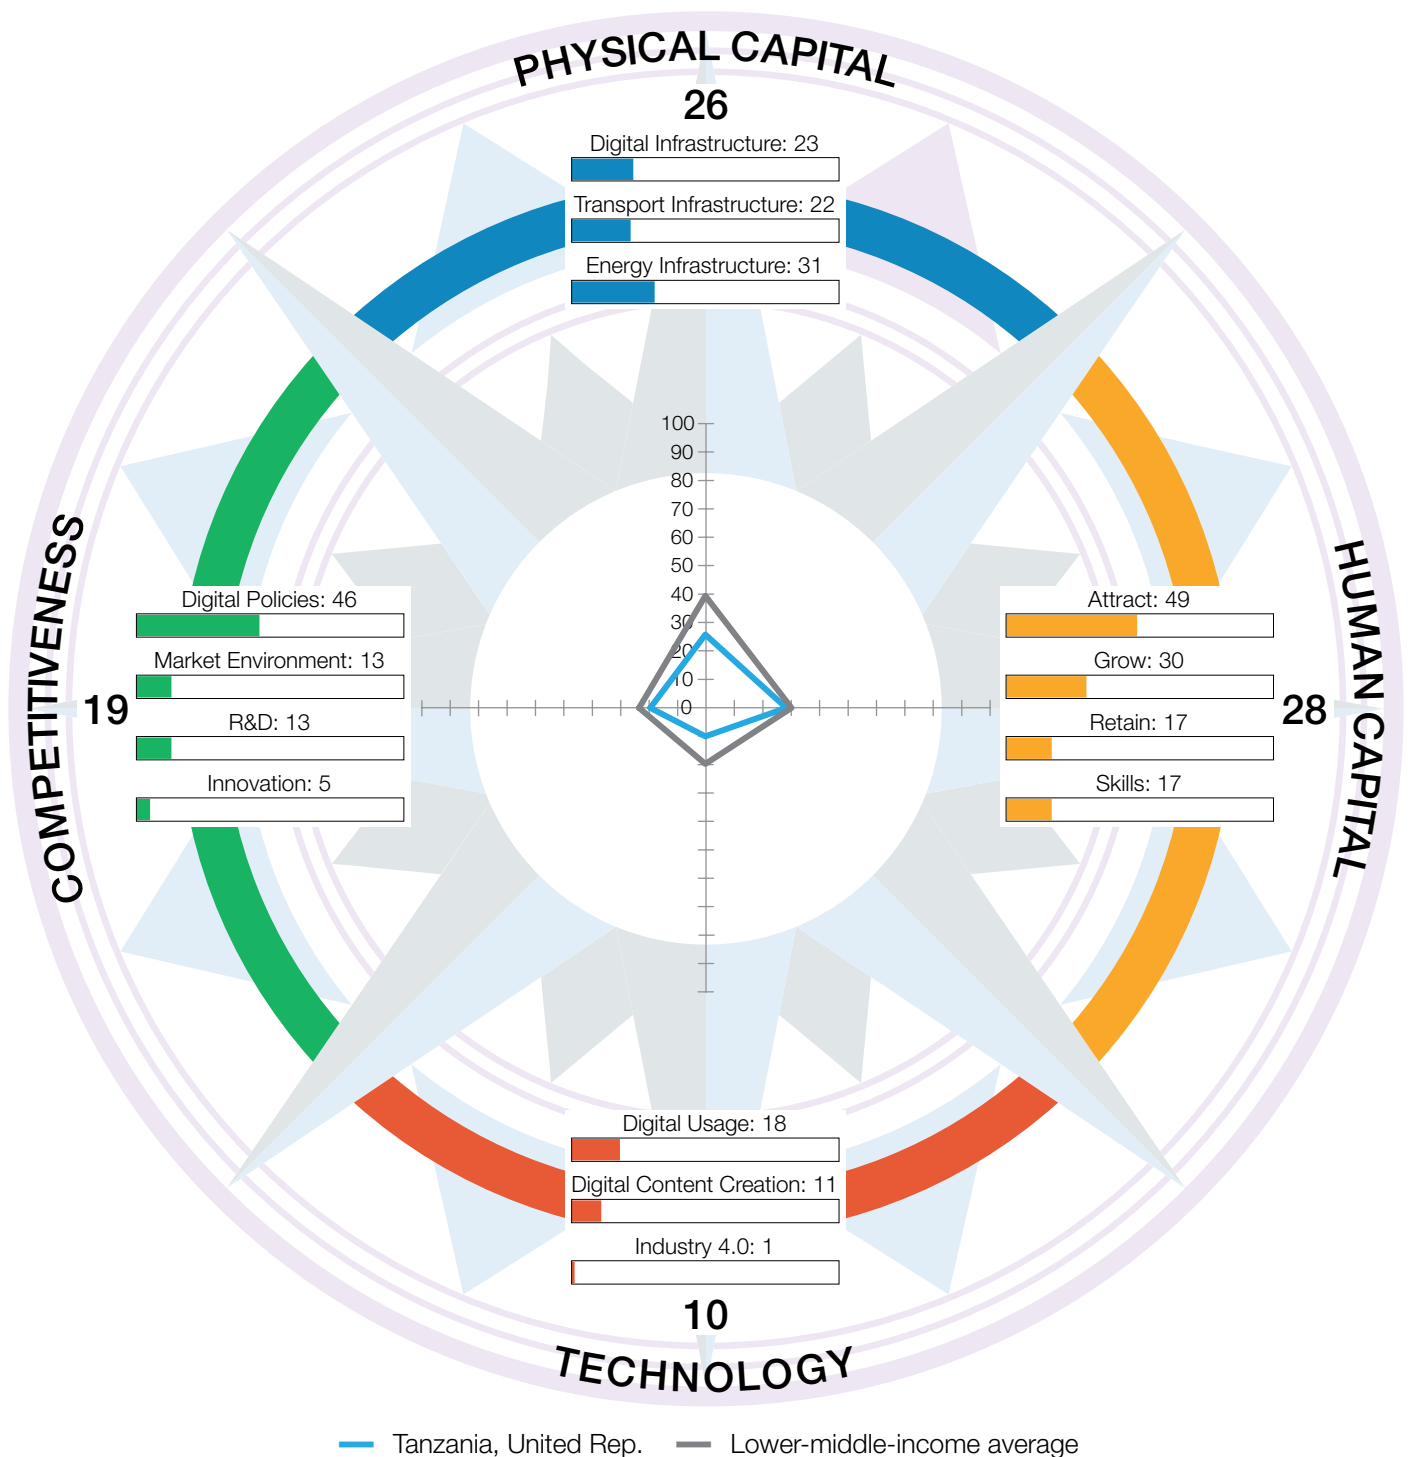 PHYSICAL CAPITAL
26
Digital Infrastructure: 23
Transport Infrastructure: 22
Energy Infrastructure: 31
100
90
80
70
60
50
40
30
20
10
0
COMPETITIVENESS
19
Digital Policies: 46
Market Environment: 13
R&D: 13
Innovation: 5
HUMAN CAPITAL
28
Attract: 49
Grow: 30
Retain: 17
Skills: 17
Digital Usage: 18
Digital Content Creation: 11
Industry 4.0: 1
10
TECHNOLOGY
Tanzania, United Rep.
Lower-middle-income average